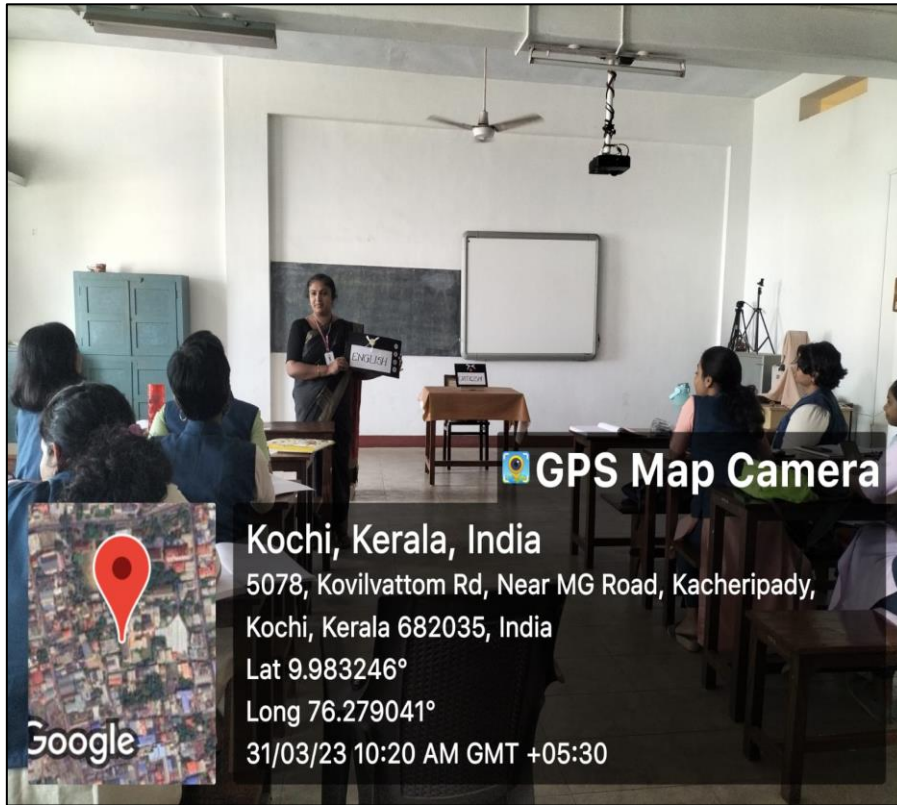 ENGLISH
ENGLISH
GPS Map Camera
Kochi, Kerala, India
5078, Kovilvattom Rd, Near MG Road, Kacheripady,
Kochi, Kerala 682035, India
Lat 9.983246°
Long 76.279041°
31/03/23 10:20 AM GMT +05:30
Google